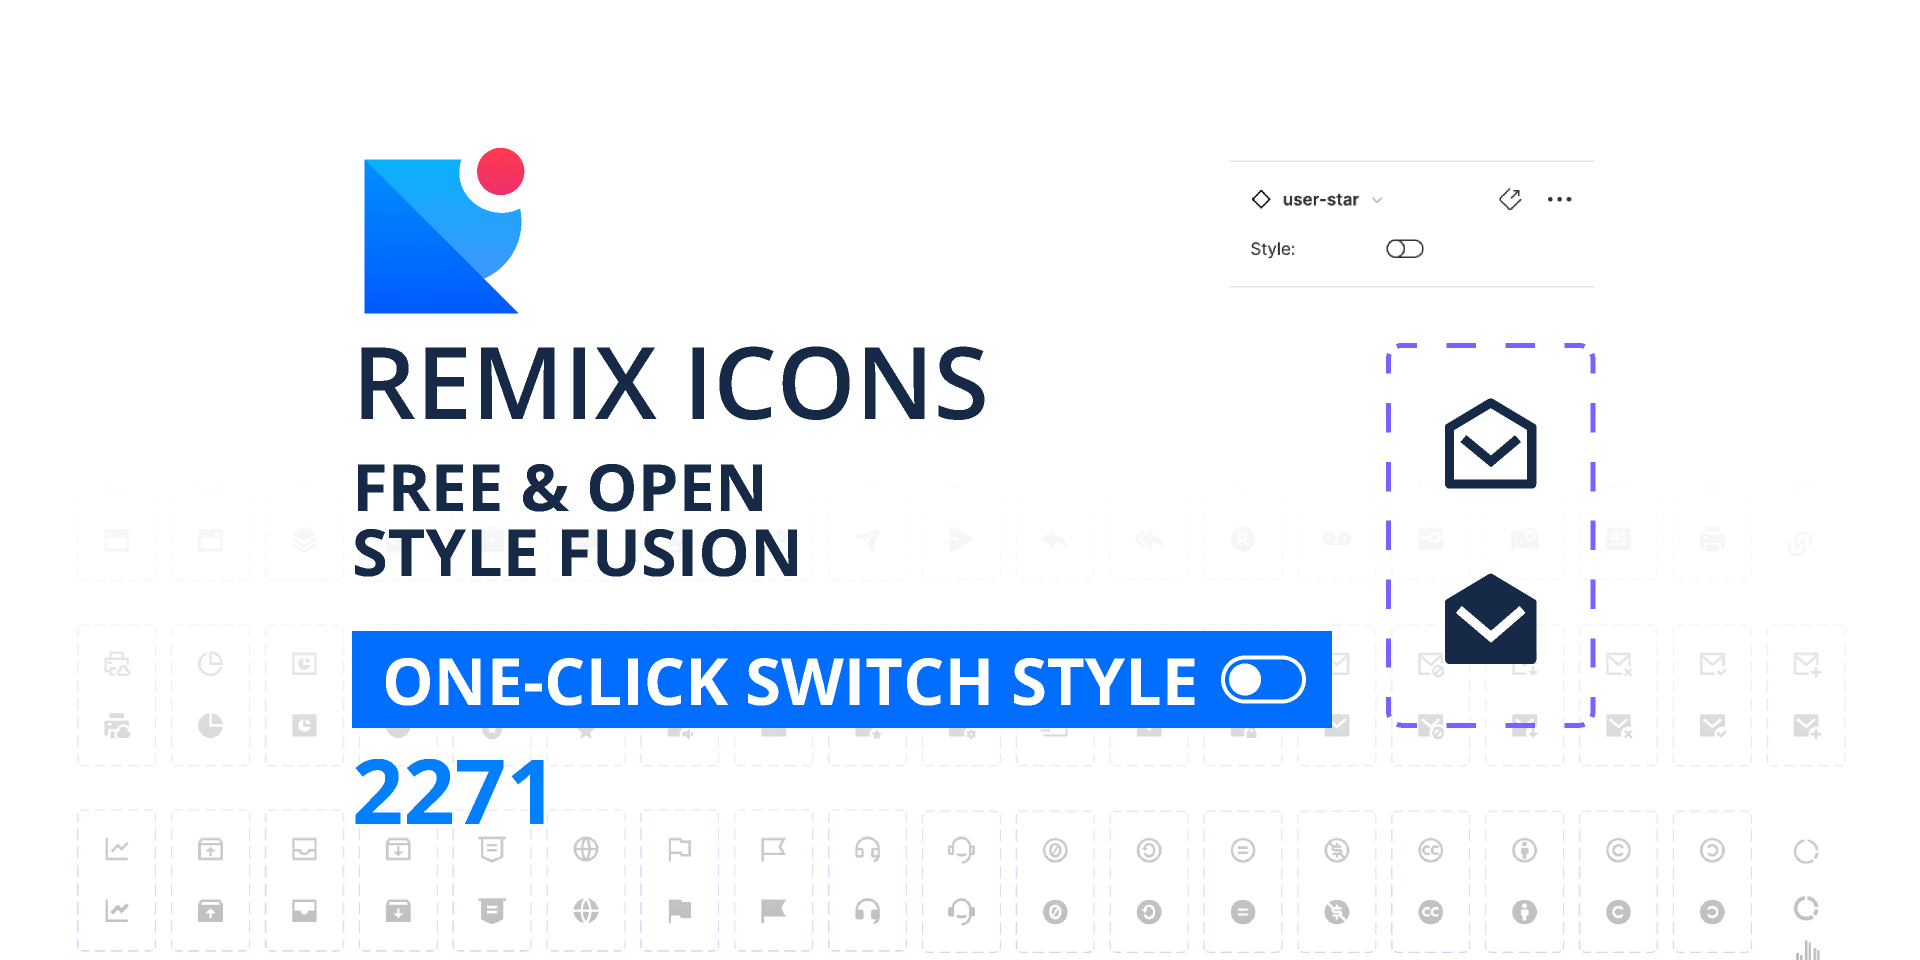 user-star
Style:
REMIX ICONS
FREE & OPEN
STYLE FUSION
ONE-CLICK SWITCH STYLE
2271